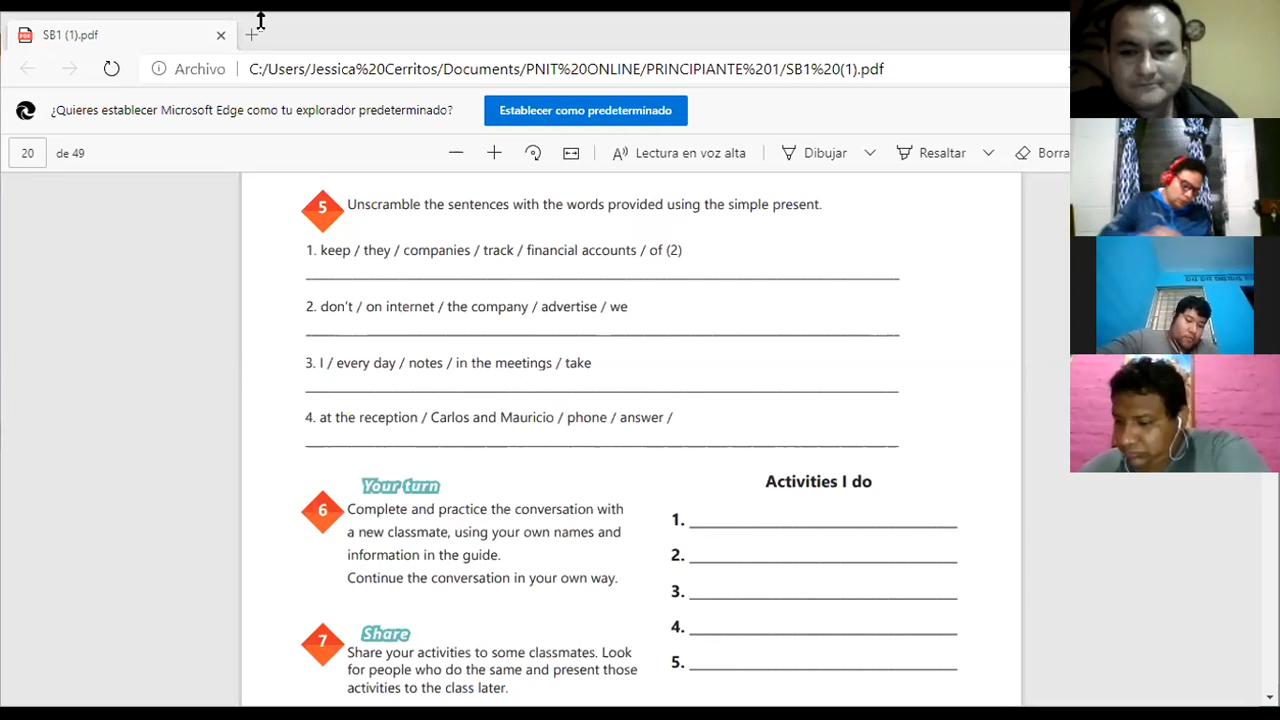 SB1 (1).pdf
Archivo
C:/Users/Jessica%20Cerritos/Documents/PNIT%20ONLINE/PRINCIPIANTE%201/SB1%20(1).pdf
¿Quieres establecer Microsoft Edge como tu explorador predeterminado?
Establecer como predeterminado
20 de 49
Lectura en voz alta
Dibujar
Resaltar
Borra
5 Unscramble the sentences with the words provided using the simple present.
1. keep / they / companies / track / financial accounts / of (2)
2. don't / on internet / the company / advertise / we
3. I / every day / notes / in the meetings / take
4. at the reception / Carlos and Mauricio / phone / answer /
Your turn
6 Complete and practice the conversation with
a new classmate, using your own names and
information in the guide.
Continue the conversation in your own way.
7 Share
Share your activities to some classmates. Look
for people who do the same and present those
activities to the class later.
Activities I do
1.
2.
3.
4.
5.